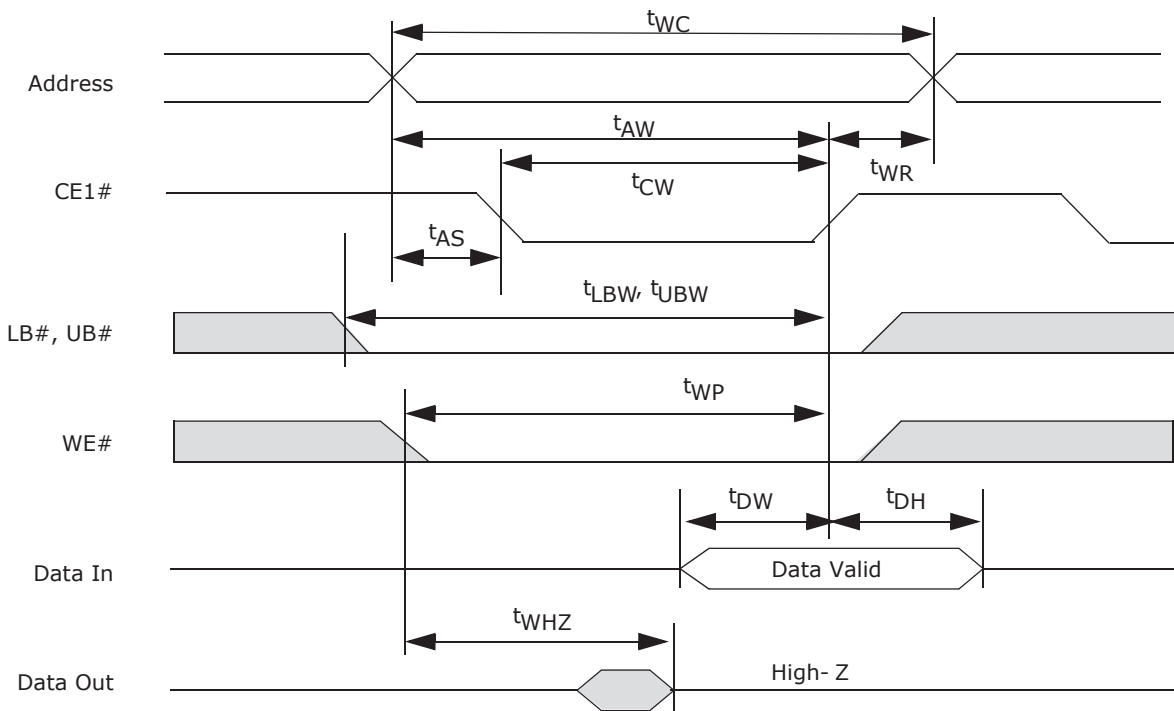 tWC
Address
tAW
tWR
CE1#
tCW
tAS
tLBW, tUBW
LB#, UB#
tWP
WE#
tDW
tDH
Data In
Data Valid
tWHZ
Data Out
High- Z